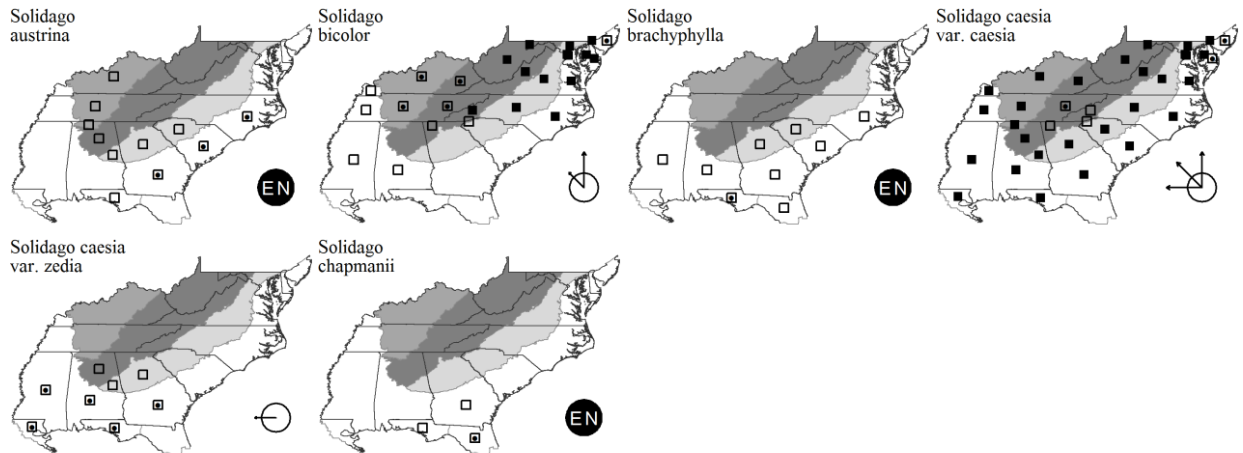 Solidago
austrina
EN
Solidago
bicolor
Solidago
brachyphylla
EN
Solidago caesia
var. caesia
Solidago caesia
var. zedia
Solidago
chapmanii
EN